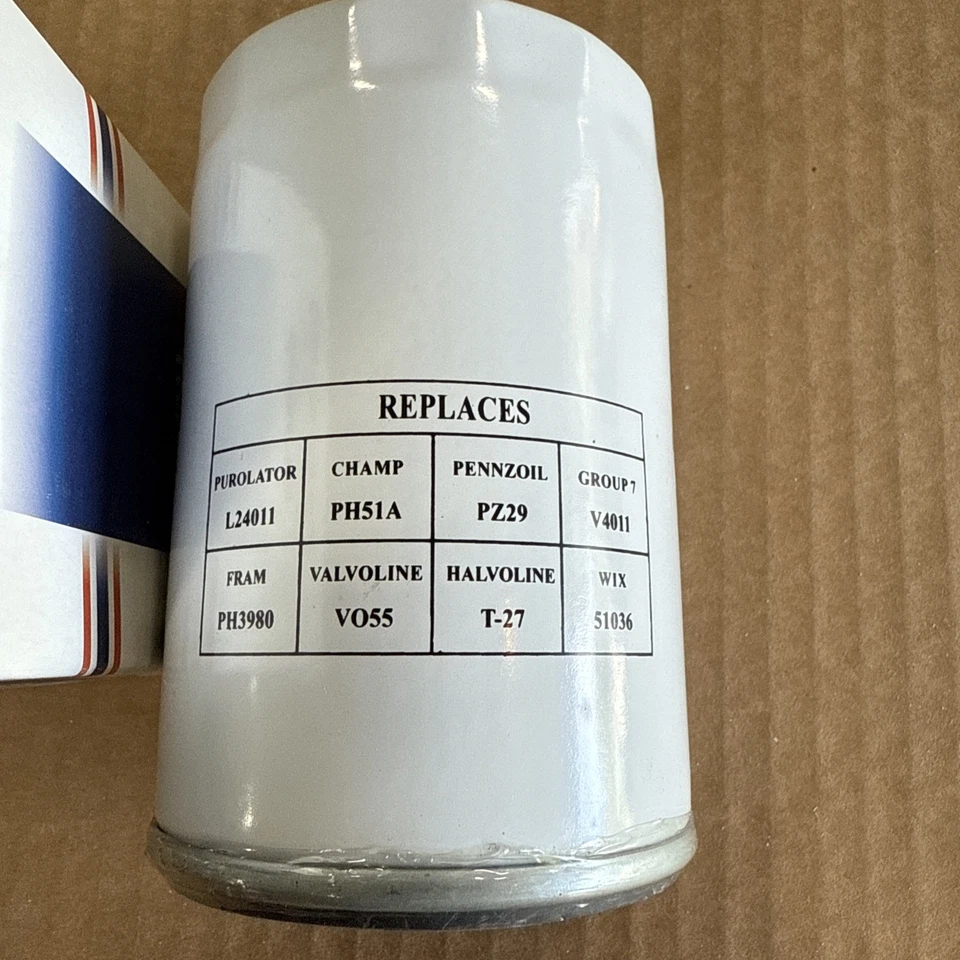 REPLACES
PUROLATOR CHAMP PENNZOIL GROUP 7
L24011 PH51A PZ29 V4011
FRAM VALVOLINE HALVOLINE WIX
PH3980 VO55 T-27 51036